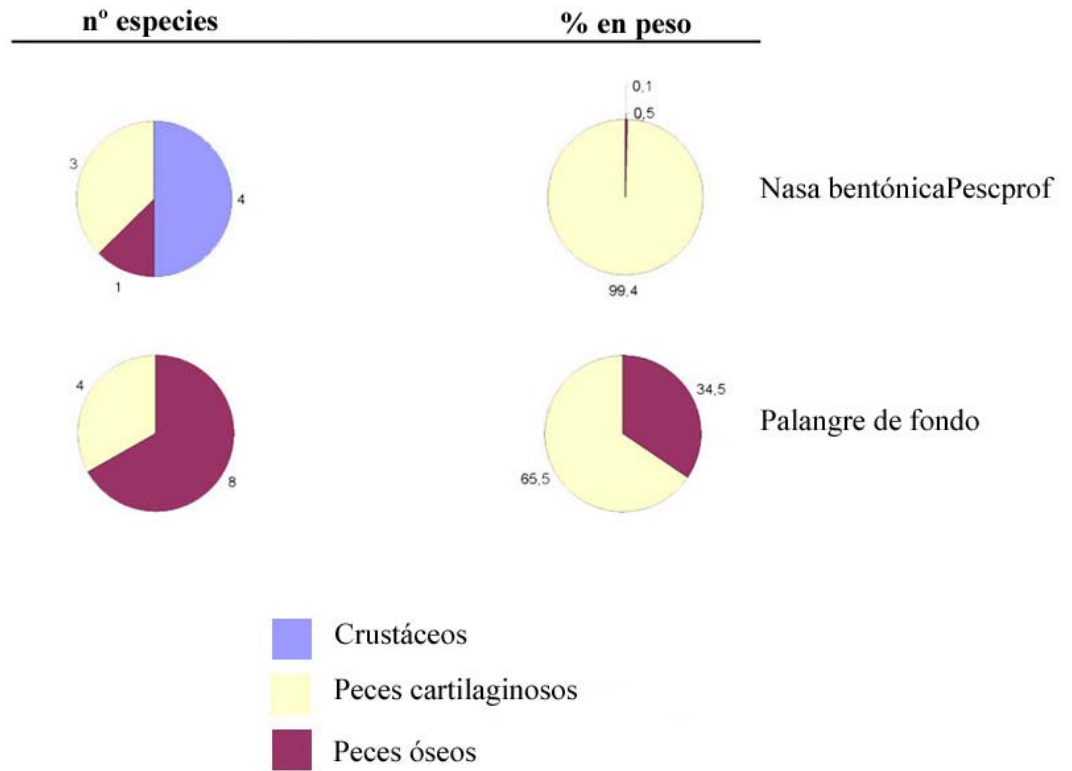 nº especies
% en peso
0,1
0,5
3
4
1
99,4
Nasa bentónicaPescprof
4
8
34,5
65,5
Palangre de fondo
Crustáceos
Peces cartilaginosos
Peces óseos